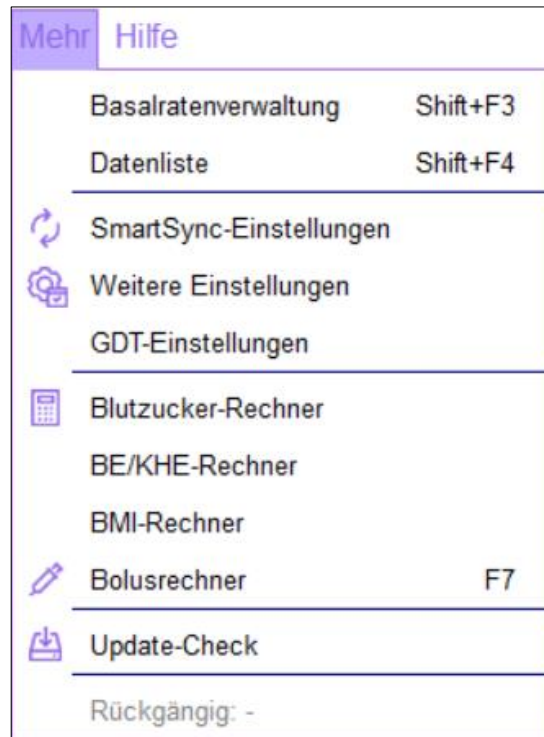 Mehr Hilfe
Basalratenverwaltung Shift+F3
Datenliste Shift+F4
SmartSync-Einstellungen
Weitere Einstellungen
GDT-Einstellungen
Blutzucker-Rechner
BE/KHE-Rechner
BMI-Rechner
Bolusrechner F7
Update-Check
Rückgängig: -